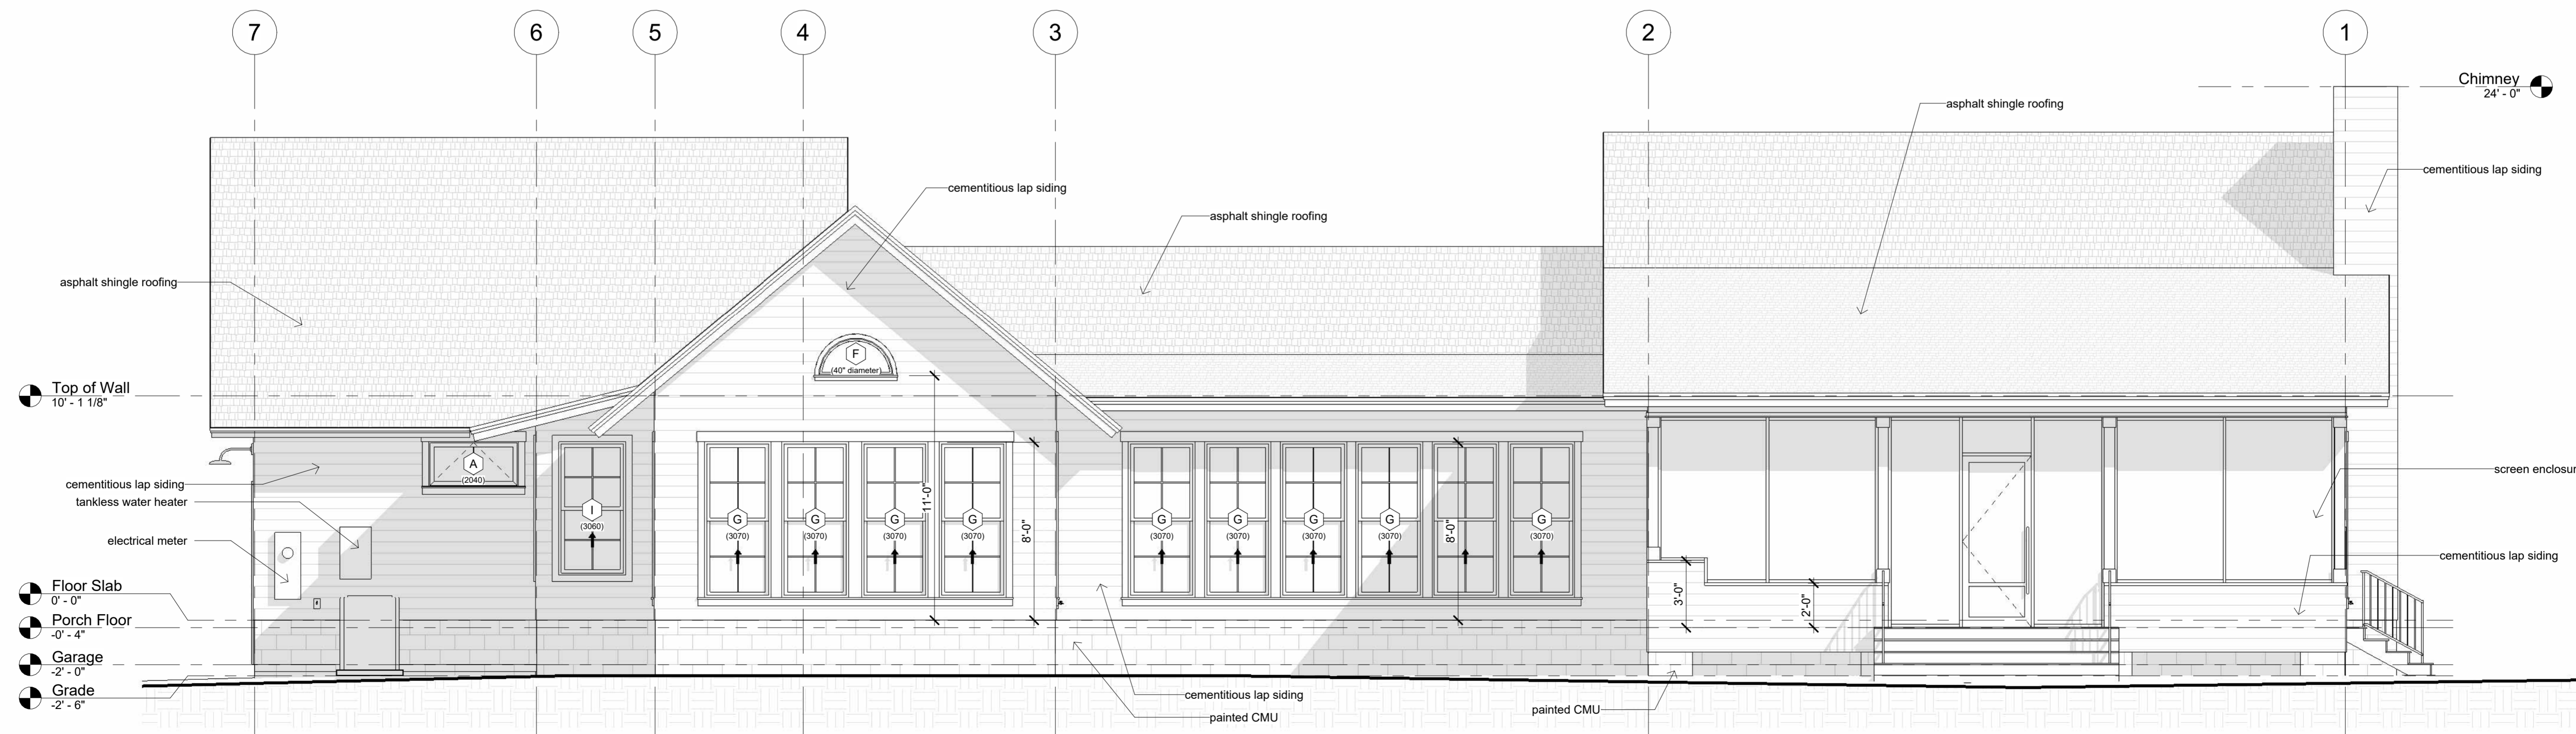 7
6
5
4
3
2
1
Chimney
24' - 0"
asphalt shingle roofing
cementitious lap siding
cementitious lap siding
asphalt shingle roofing
asphalt shingle roofing
F
(40" diameter)
Top of Wall
10' - 1 1/8"
A
(2040)
cementitious lap siding
tankless water heater
electrical meter
I
(3060)
G
(3070)
G
(3070)
G
(3070)
G
(3070)
11'-0"
8'-0"
G
(3070)
G
(3070)
G
(3070)
G
(3070)
8'-0"
G
(3070)
screen enclosur
cementitious lap siding
3'-0"
2'-0"
Floor Slab
0' - 0"
Porch Floor
-0' - 4"
Garage
-2' - 0"
Grade
-2' - 6"
cementitious lap siding
painted CMU
painted CMU